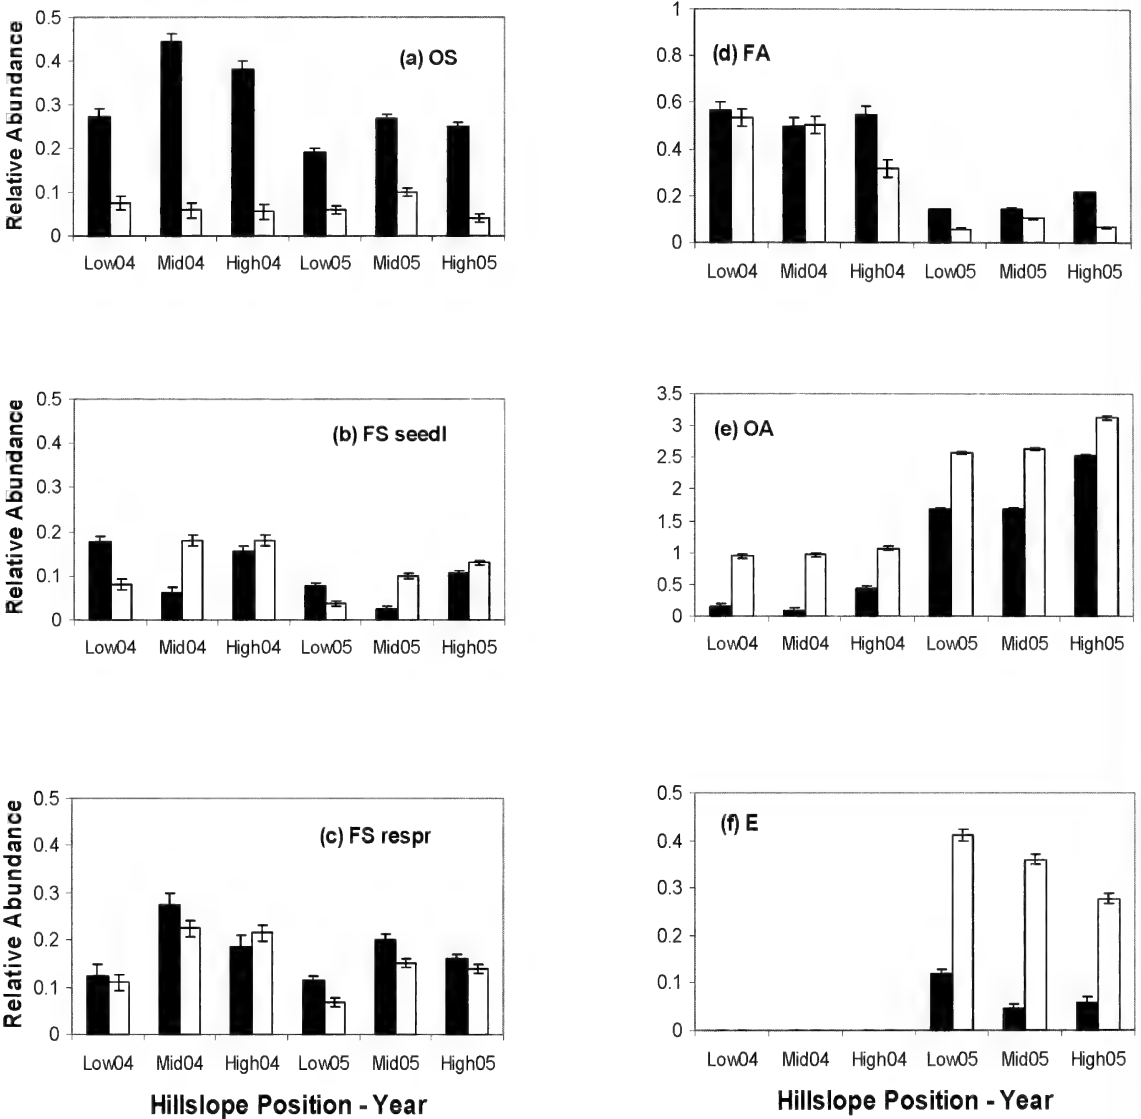 Relative Abundance
(a) OS
0.5
0.4
0.3
0.2
0.1
0
Low04 Mid04 High04 Low05 Mid05 High05
(d) FA
1
0.8
0.6
0.4
0.2
0
Low04 Mid04 High04 Low05 Mid05 High05
Relative Abundance
(b) FS seedl
0.5
0.4
0.3
0.2
0.1
0
Low04 Mid04 High04 Low05 Mid05 High05
(e) OA
3.5
3
2.5
2
1.5
1
0.5
0
Low04 Mid04 High04 Low05 Mid05 High05
Relative Abundance
(c) FS respr
0.5
0.4
0.3
0.2
0.1
0
Low04 Mid04 High04 Low05 Mid05 High05
Hillslope Position - Year
(f) E
0.5
0.4
0.3
0.2
0.1
0
Low04 Mid04 High04 Low05 Mid05 High05
Hillslope Position - Year